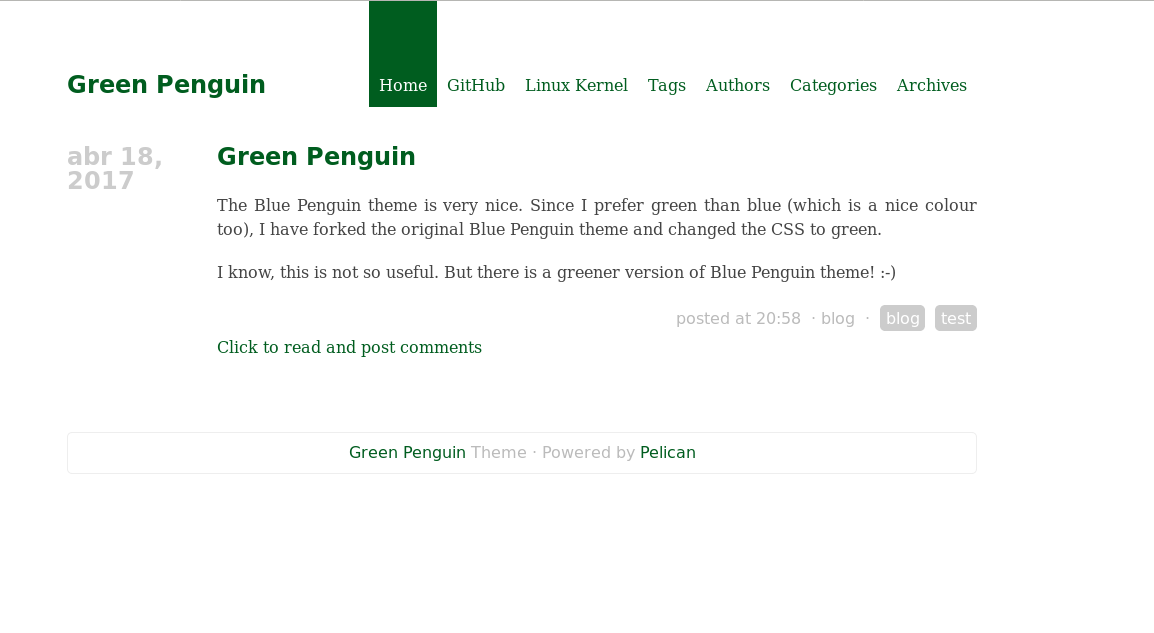 Green Penguin
Home GitHub Linux Kernel Tags Authors Categories Archives
abr 18,
2017
Green Penguin
The Blue Penguin theme is very nice. Since I prefer green than blue (which is a nice colour
too), I have forked the original Blue Penguin theme and changed the CSS to green.
I know, this is not so useful. But there is a greener version of Blue Penguin theme! :-)
posted at 20:58 · blog · blog test
Click to read and post comments
Green Penguin Theme · Powered by Pelican